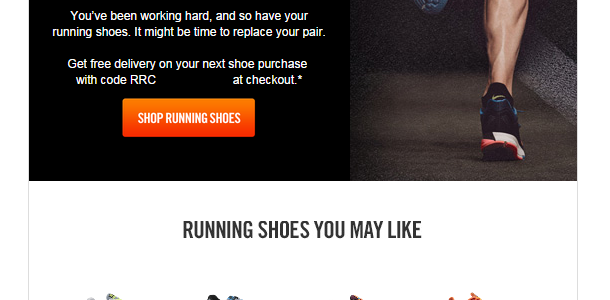 You've been working hard, and so have your
running shoes. It might be time to replace your pair.
Get free delivery on your next shoe purchase
with code RRC at checkout.*
SHOP RUNNING SHOES
RUNNING SHOES YOU MAY LIKE